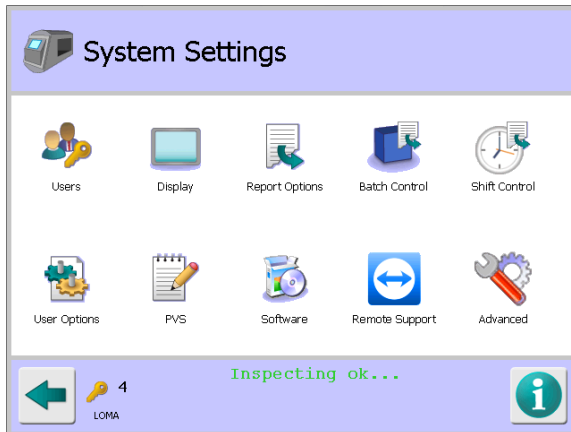 System Settings
Users
Display
Report Options
Batch Control
Shift Control
User Options
PVS
Software
Remote Support
Advanced
Inspecting ok...
4
LOMA